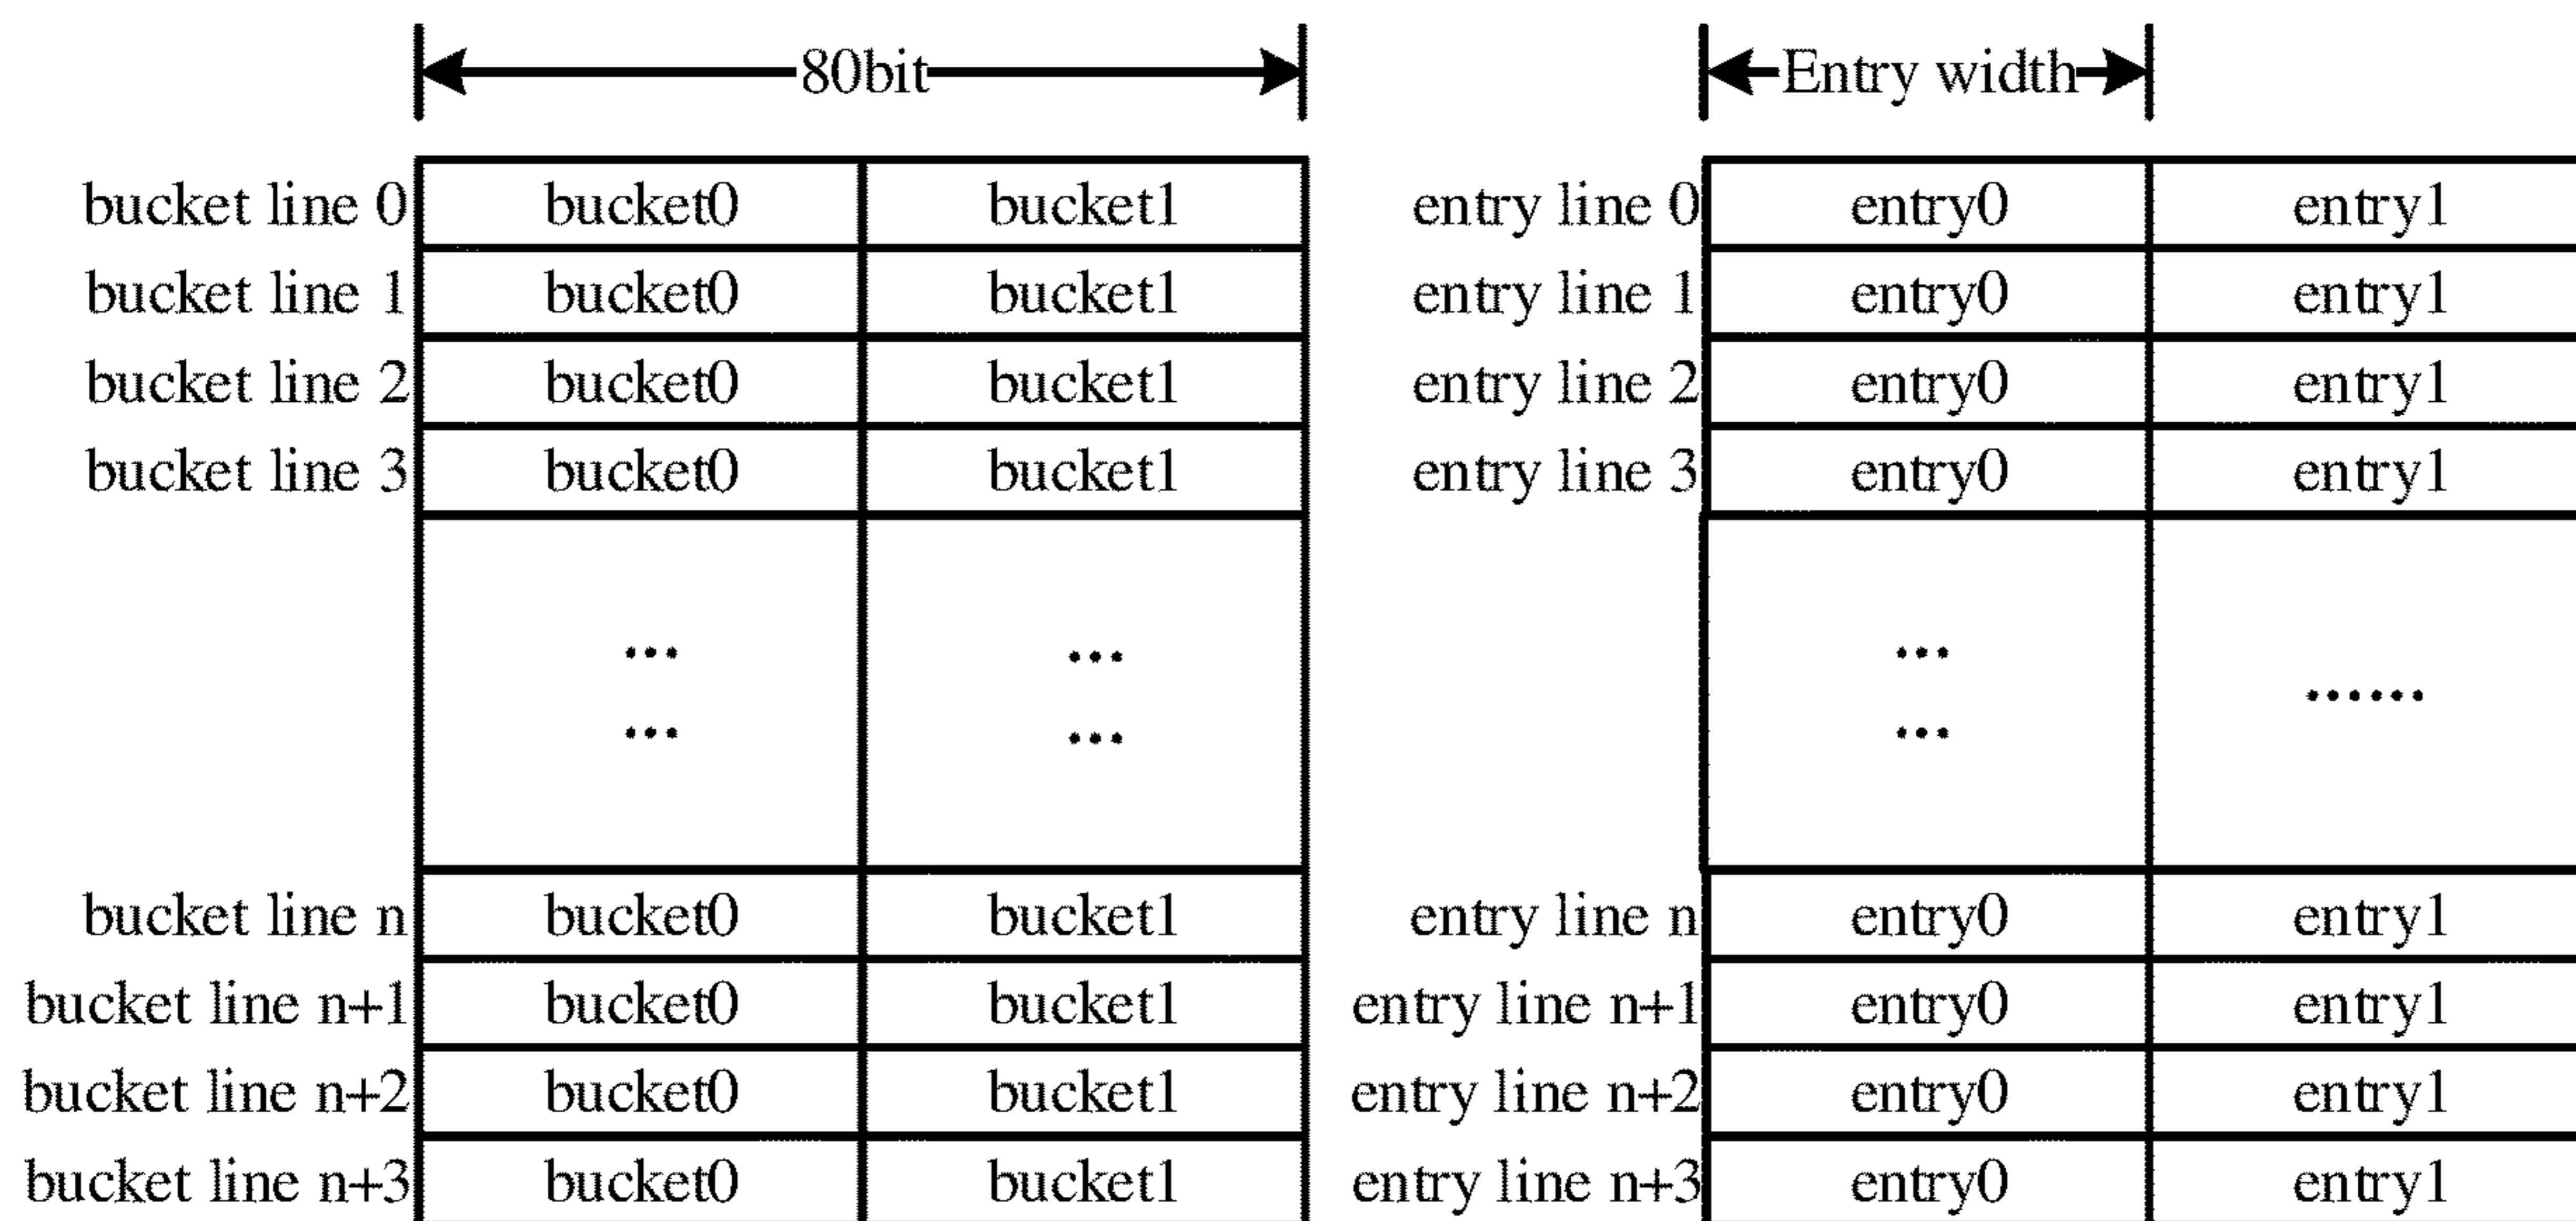 80bit Entry width
bucket line 0 bucket0 bucket1 entry line 0 entry0 entry1
bucket line 1 bucket0 bucket1 entry line 1 entry0 entry1
bucket line 2 bucket0 bucket1 entry line 2 entry0 entry1
bucket line 3 bucket0 bucket1 entry line 3 entry0 entry1
... ... ... ......
... ... ...
bucket line n bucket0 bucket1 entry line n entry0 entry1
bucket line n+1 bucket0 bucket1 entry line n+1 entry0 entry1
bucket line n+2 bucket0 bucket1 entry line n+2 entry0 entry1
bucket line n+3 bucket0 bucket1 entry line n+3 entry0 entry1